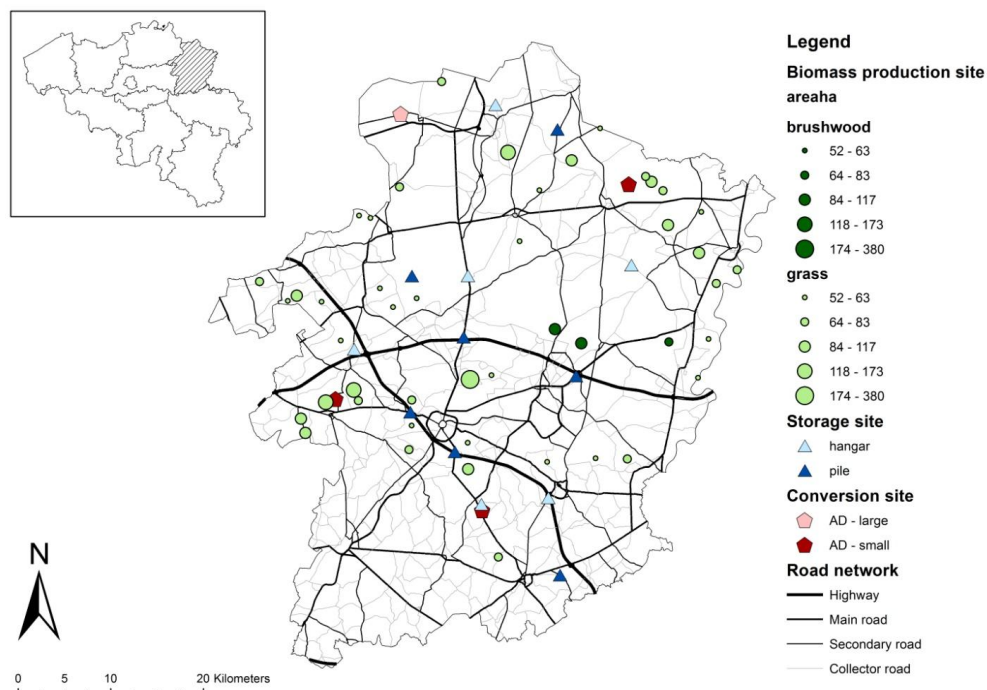 Legend
Biomass production site
areaha
brushwood
52 - 63
64 - 83
84 - 117
118 - 173
174 - 380
grass
52 - 63
64 - 83
84 - 117
118 - 173
174 - 380
Storage site
hangar
pile
Conversion site
AD - large
AD - small
Road network
Highway
Main road
Secondary road
Collector road
N
0 5 10 20 Kilometers